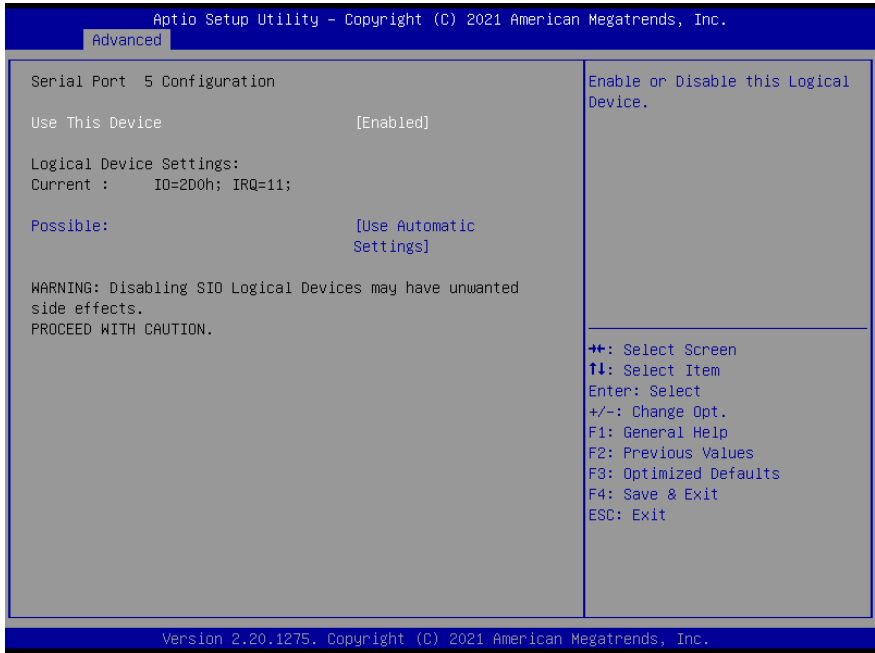 Aptio Setup Utility – Copyright (C) 2021 American Megatrends, Inc.
Advanced
Serial Port  5 Configuration
Use This Device [Enabled]
Logical Device Settings:
Current :  IO=2D0h; IRQ=11;
Possible: [Use Automatic
Settings]
WARNING: Disabling SIO Logical Devices may have unwanted
side effects.
PROCEED WITH CAUTION.
Enable or Disable this Logical
Device.
→←: Select Screen
↑↓: Select Item
Enter: Select
+/-: Change Opt.
F1: General Help
F2: Previous Values
F3: Optimized Defaults
F4: Save & Exit
ESC: Exit
Version 2.20.1275. Copyright (C) 2021 American Megatrends, Inc.